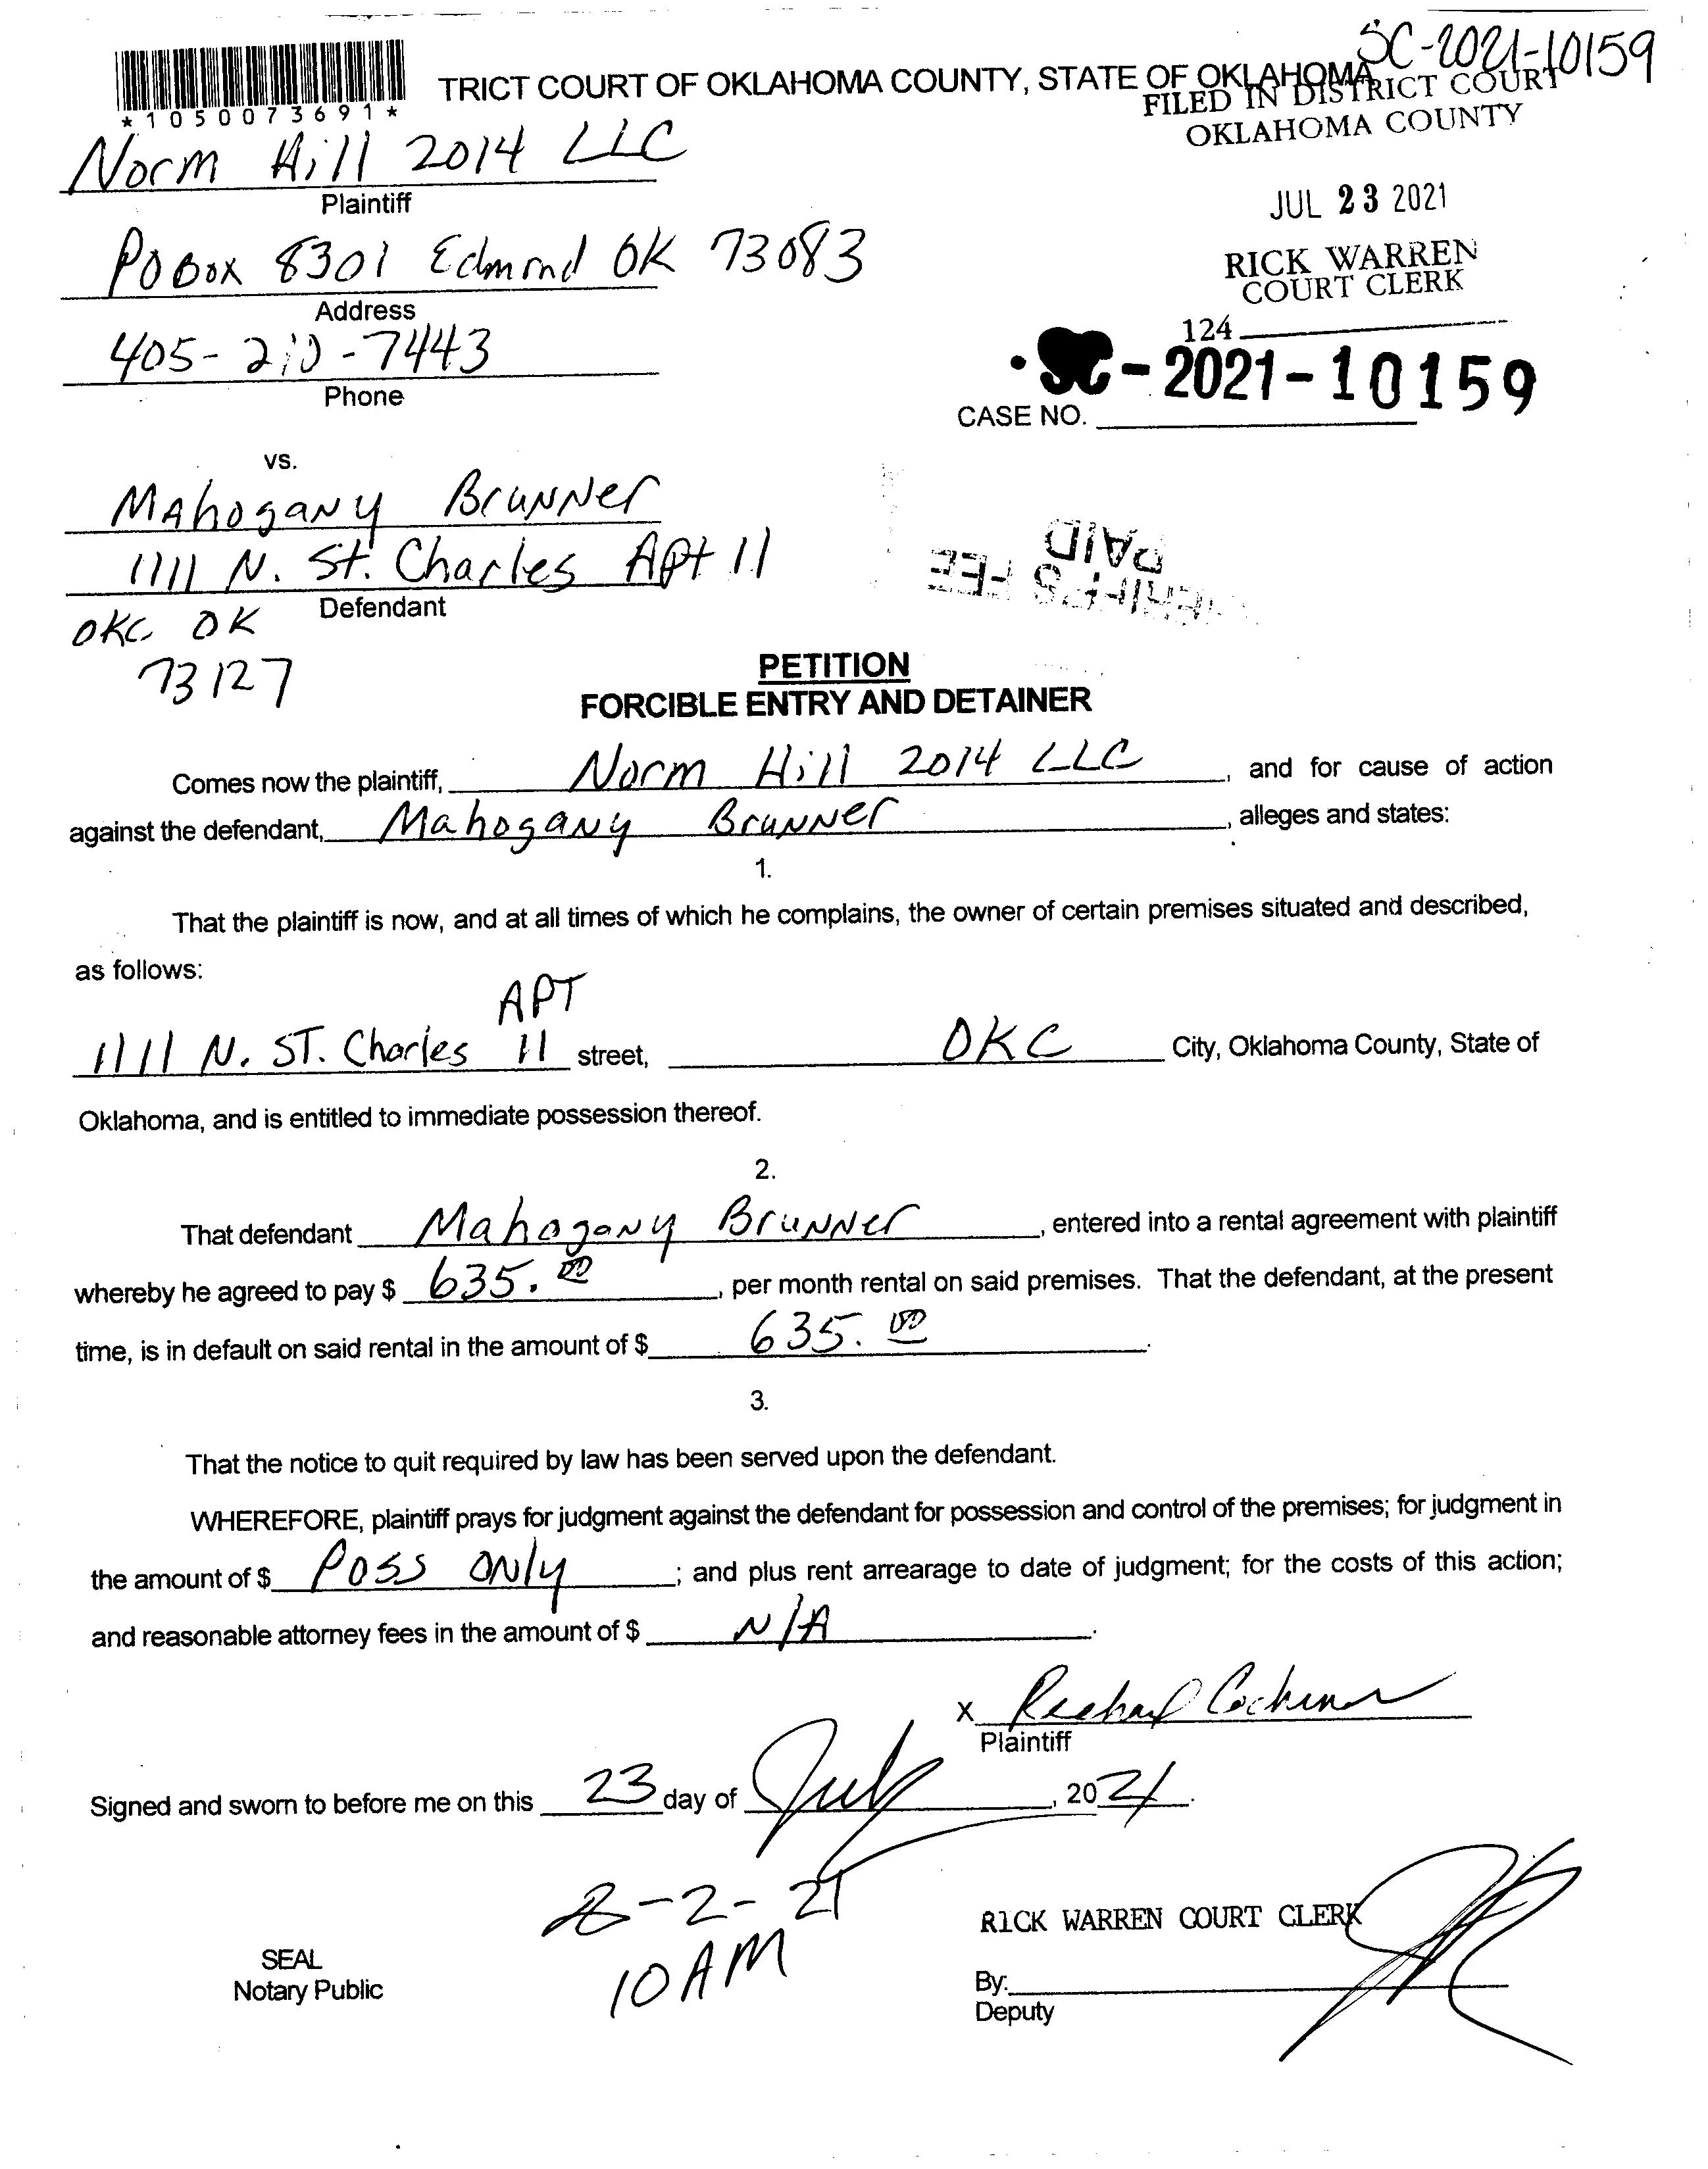 SC-2021-10159
TRICT COURT OF OKLAHOMA COUNTY, STATE OF OKLAHOMA
*1050073691*
FILED IN DISTRICT COURT
OKLAHOMA COUNTY
Norm Hill 2014 LLC
Plaintiff
JUL 23 2021
PO Box 8301 Edmond OK 73083
Address
RICK WARREN
COURT CLERK
405-210-7443
Phone
124
SC-2021-10159
CASE NO.
vs.
MAhogany BruNNer
1111 N. St. Charles Apt 11
Defendant
OKC, OK
73127
SHERIFF'S FEE
PAID
PETITION
FORCIBLE ENTRY AND DETAINER
Comes now the plaintiff, Norm Hill 2014 LLC, and for cause of action
against the defendant, Mahogany BruNNer, alleges and states:
1.
That the plaintiff is now, and at all times of which he complains, the owner of certain premises situated and described,
as follows:
APT
1111 N. ST. Charles 11 street, OKC City, Oklahoma County, State of
Oklahoma, and is entitled to immediate possession thereof.
2.
That defendant Mahogany BruNNer, entered into a rental agreement with plaintiff
whereby he agreed to pay $ 635.00, per month rental on said premises. That the defendant, at the present
time, is in default on said rental in the amount of $ 635.00.
3.
That the notice to quit required by law has been served upon the defendant.
WHEREFORE, plaintiff prays for judgment against the defendant for possession and control of the premises; for judgment in
the amount of $ Poss ONly; and plus rent arrearage to date of judgment; for the costs of this action;
and reasonable attorney fees in the amount of $ N/A.
X
Plaintiff
Signed and sworn to before me on this 23 day of July, 2021.
8-2-21
10 AM
RICK WARREN COURT CLERK
SEAL
Notary Public
By:
Deputy